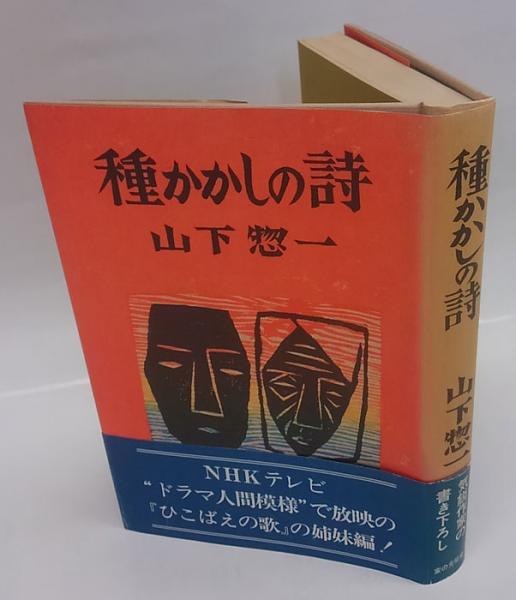 種かかしの詩
山下惣一
NHKテレビ
“ドラマ人間模様”で放映の
『ひこばえの歌』の姉妹編！
種かかしの詩
山下惣一
書き下ろし